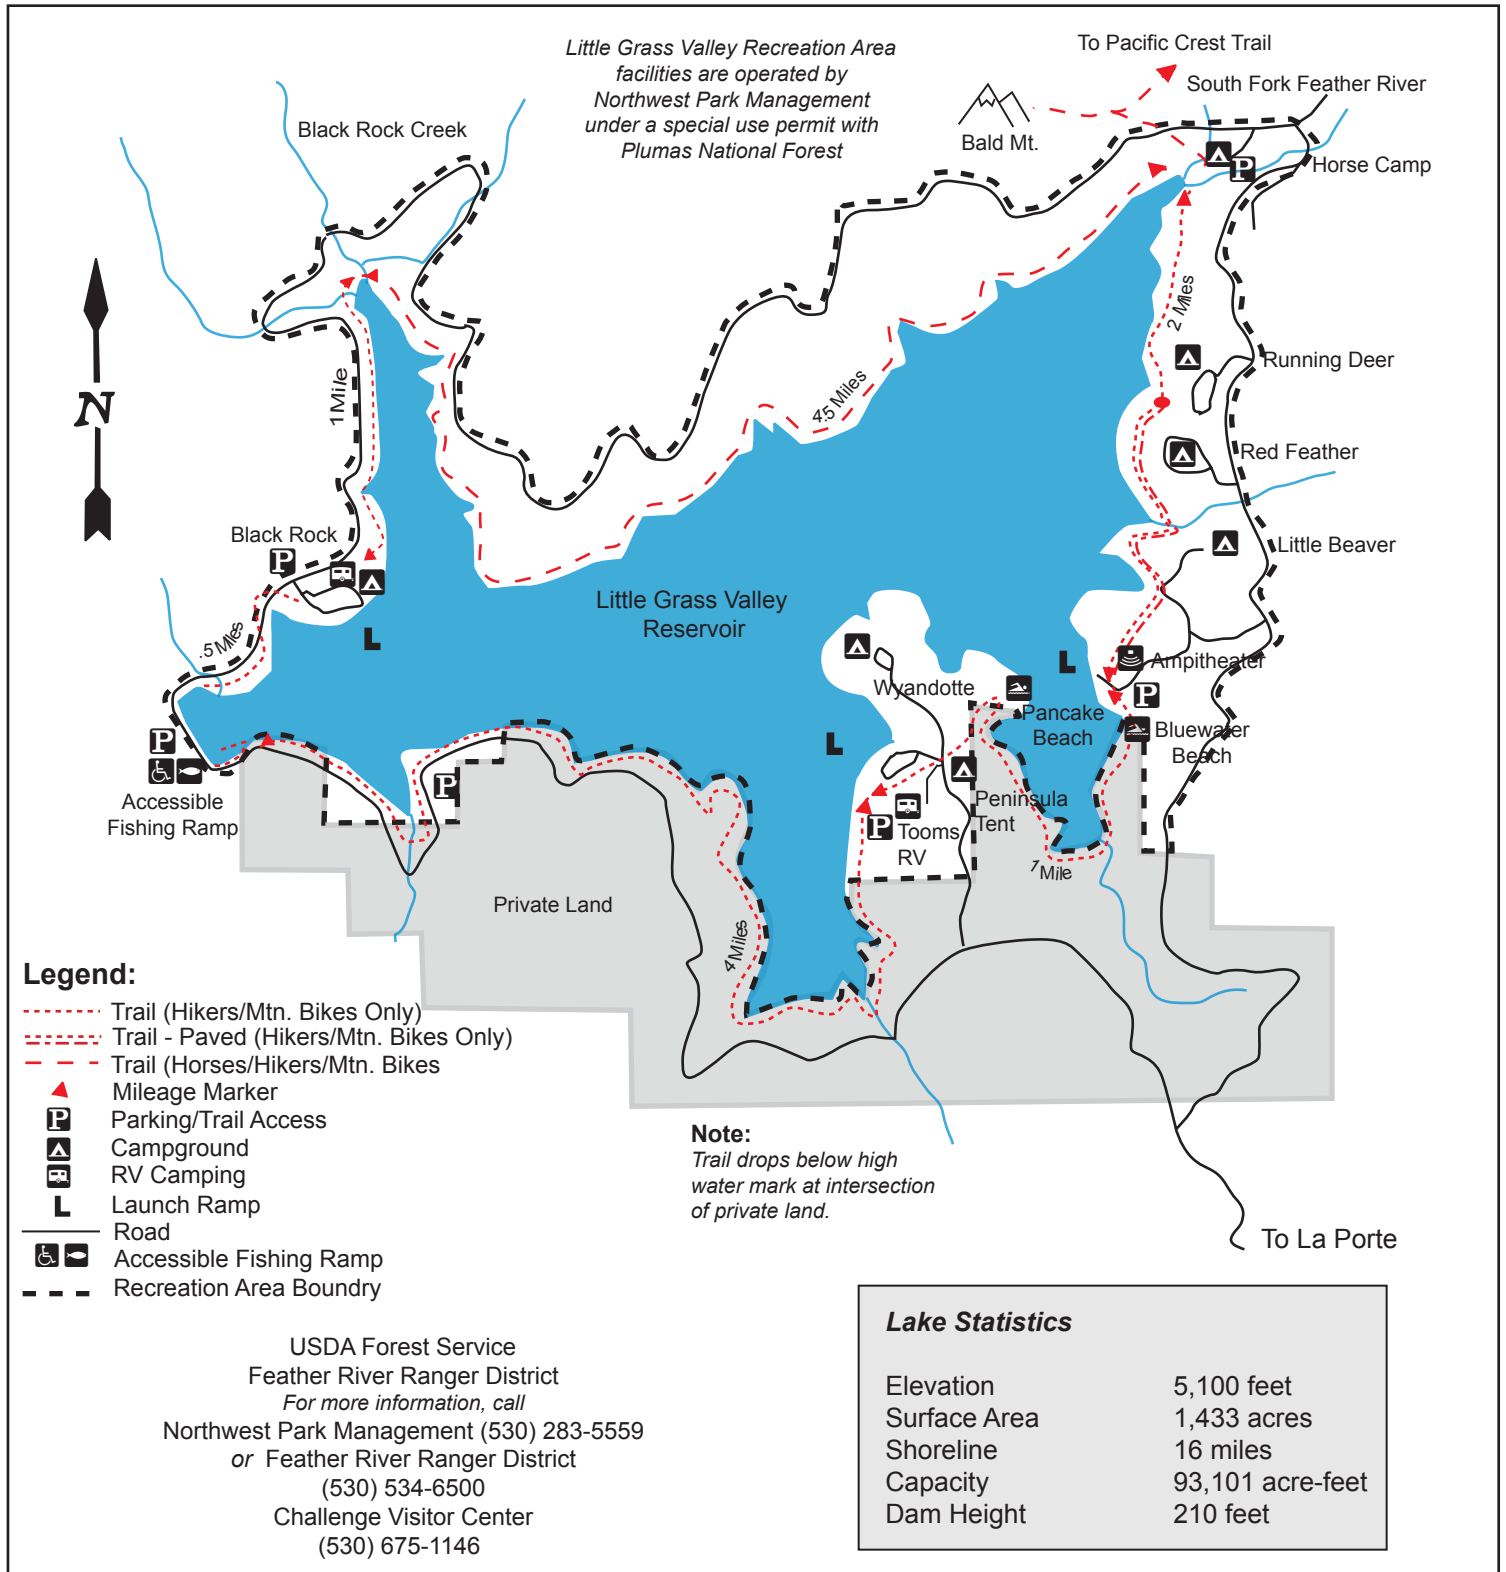 Little Grass Valley Recreation Area
facilities are operated by
Northwest Park Management
under a special use permit with
Plumas National Forest
To Pacific Crest Trail
South Fork Feather River
Bald Mt.
Horse Camp
Black Rock Creek
N
1 Mile
2 Miles
4.5 Miles
Running Deer
Red Feather
Little Beaver
Black Rock
P
P
.5 Miles
L
Little Grass Valley
Reservoir
L
Ampitheater
P
Wyandotte
Pancake
Beach
Bluewater
Beach
L
P
Accessible
Fishing Ramp
P
Peninsula
Tent
P
Tooms
RV
1 Mile
Private Land
4 Miles
Legend:
Trail (Hikers/Mtn. Bikes Only)
Trail - Paved (Hikers/Mtn. Bikes Only)
Trail (Horses/Hikers/Mtn. Bikes
Mileage Marker
P Parking/Trail Access
Campground
RV Camping
L Launch Ramp
Road
Accessible Fishing Ramp
Recreation Area Boundry
Note:
Trail drops below high
water mark at intersection
of private land.
To La Porte
USDA Forest Service
Feather River Ranger District
For more information, call
Northwest Park Management (530) 283-5559
or Feather River Ranger District
(530) 534-6500
Challenge Visitor Center
(530) 675-1146
Lake Statistics
Elevation 5,100 feet
Surface Area 1,433 acres
Shoreline 16 miles
Capacity 93,101 acre-feet
Dam Height 210 feet